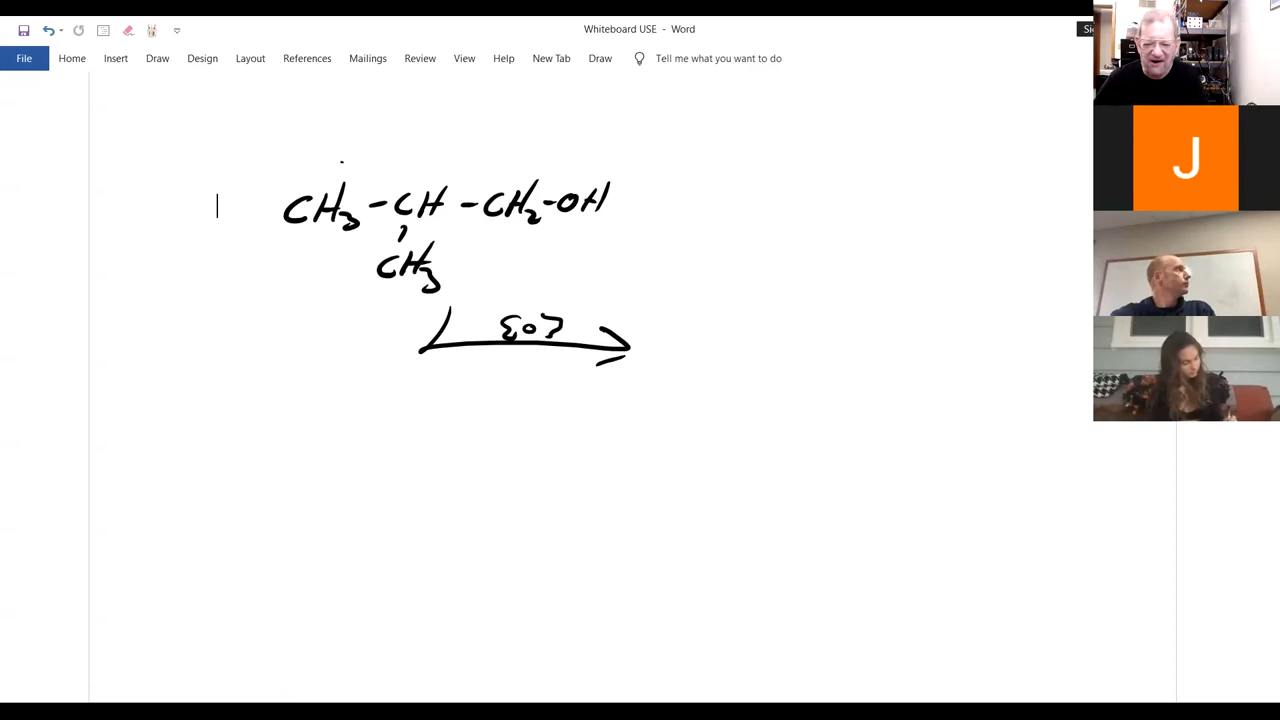 Whiteboard USE - Word
File Home Insert Draw Design Layout References Mailings Review View Help New Tab Draw Tell me what you want to do
CH3 - CH - CH2 - OH
CH3
{O}
J